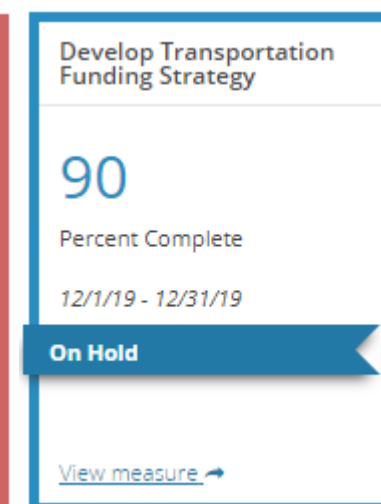 Develop Transportation
Funding Strategy
90
Percent Complete
12/1/19 - 12/31/19
On Hold
View measure